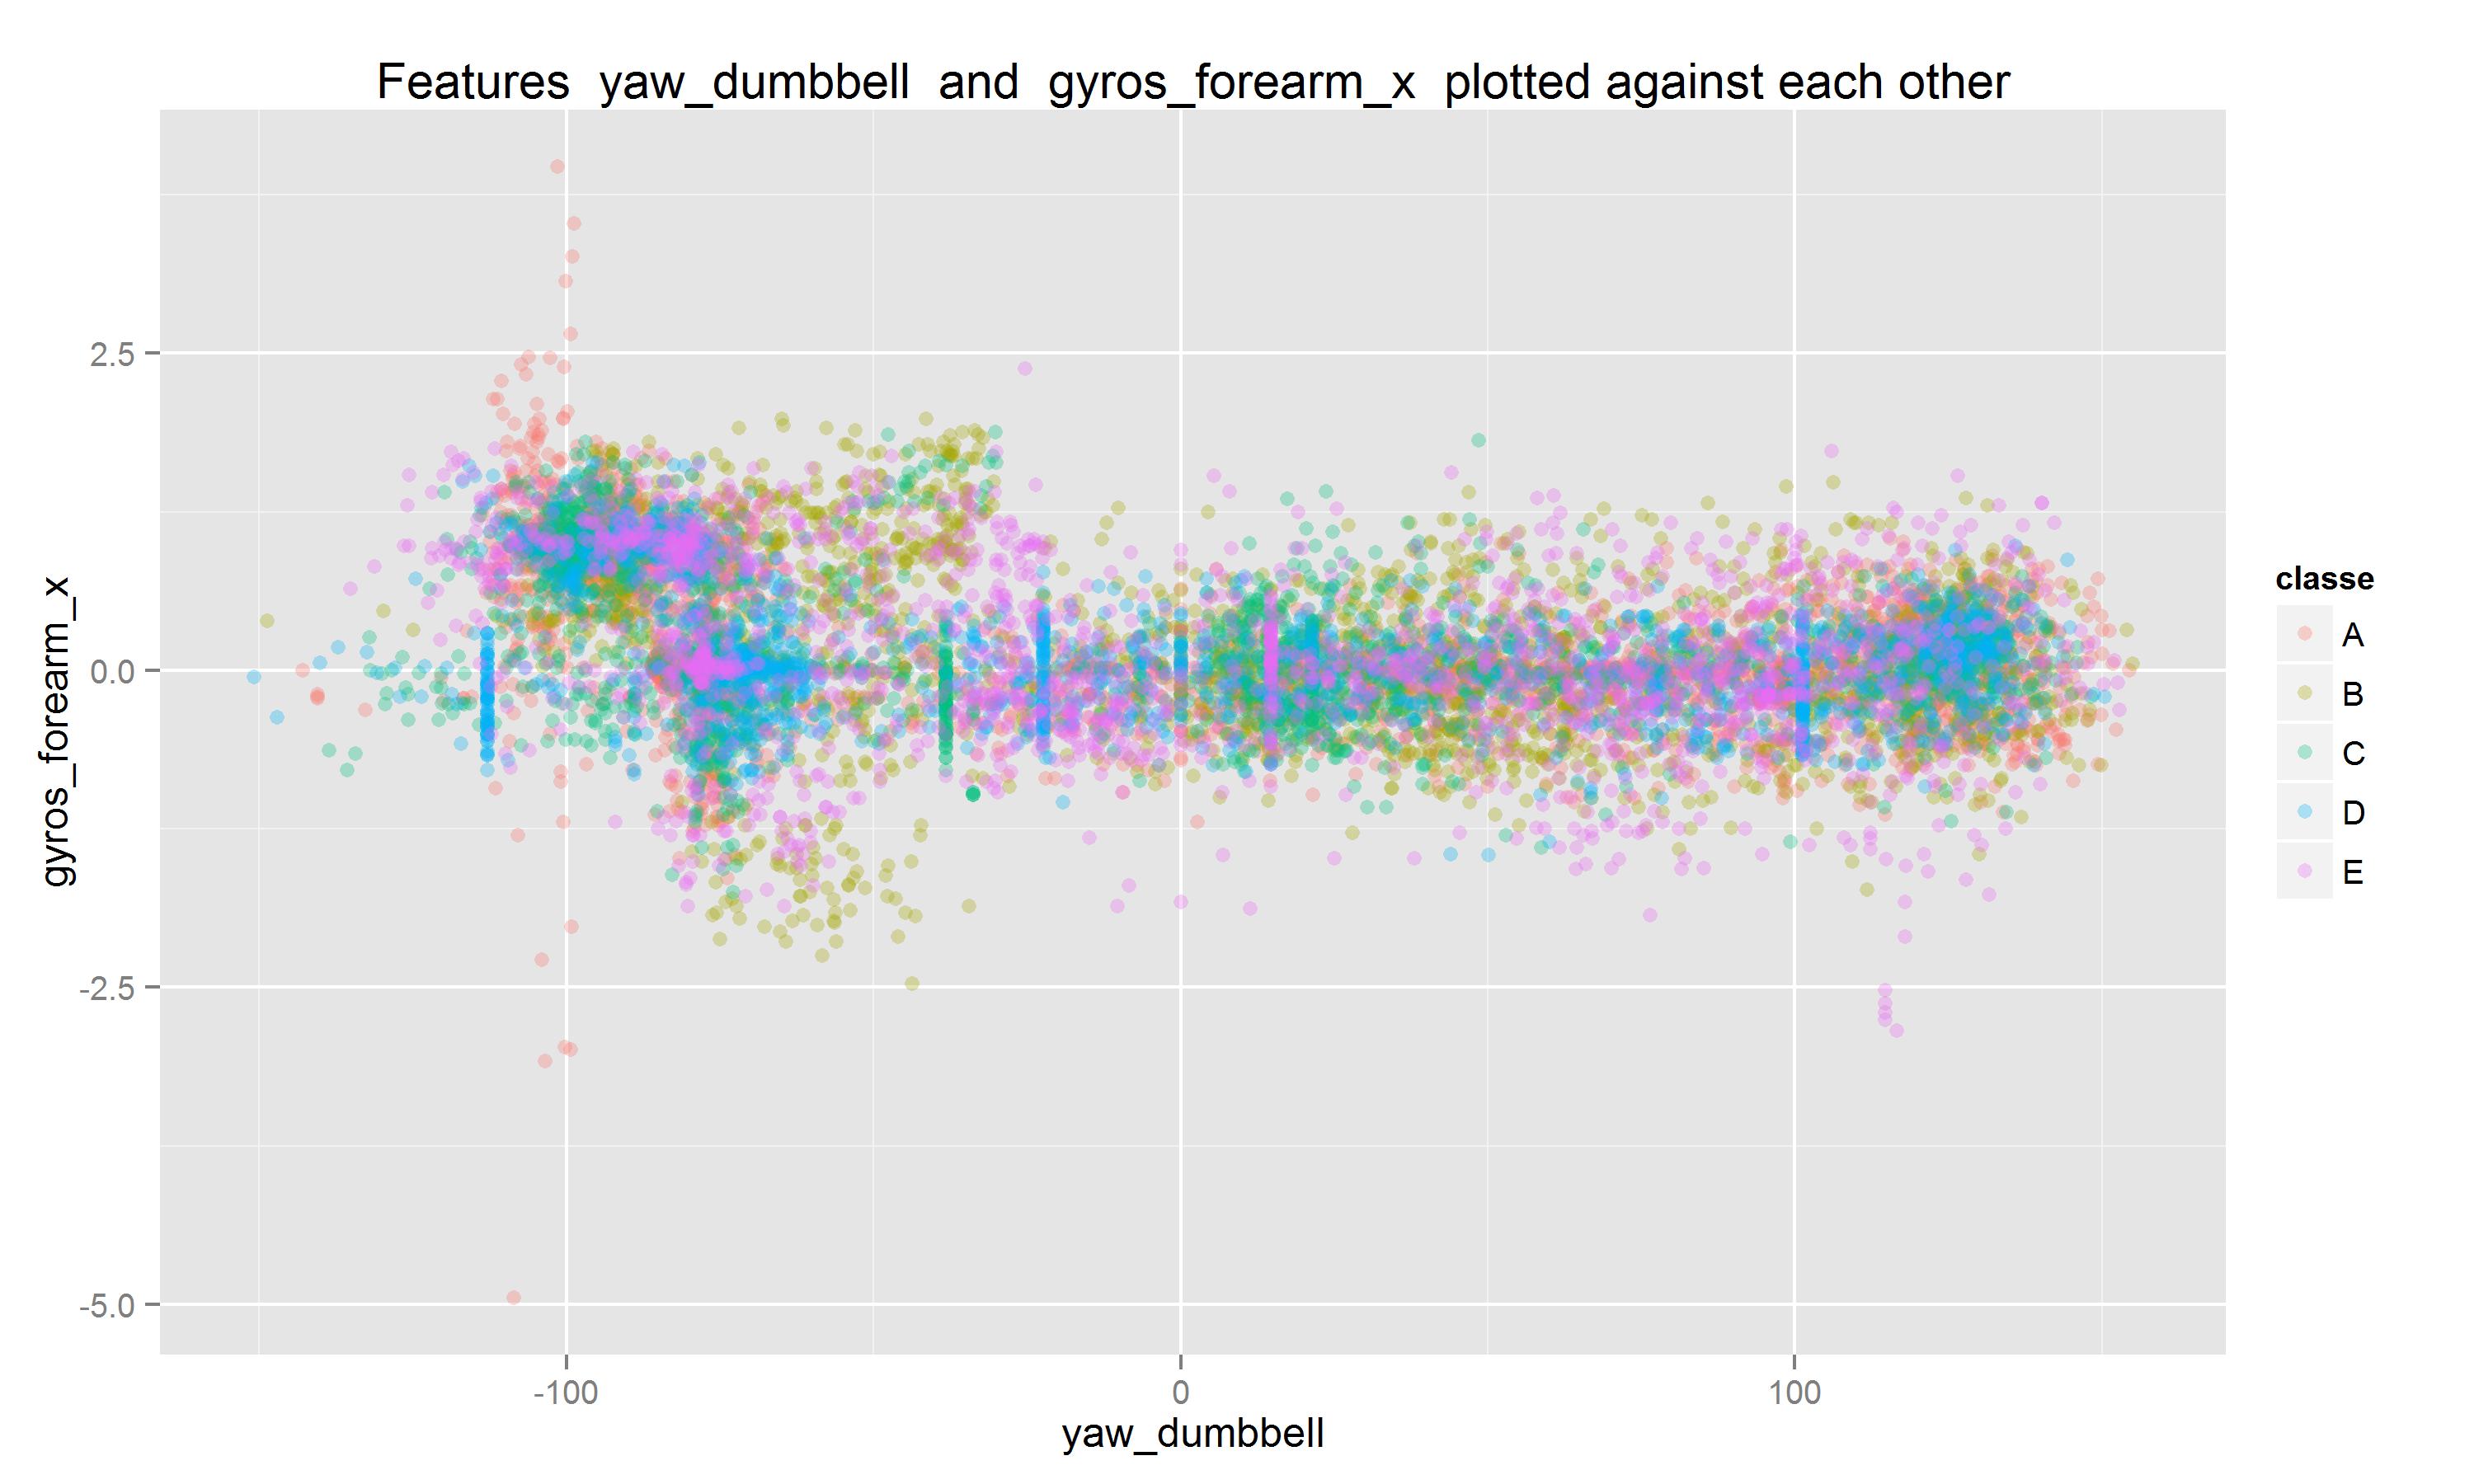 Features yaw_dumbbell and gyros_forearm_x plotted against each other
gyros_forearm_x
2.5
0.0
-2.5
-5.0
-100
0
100
yaw_dumbbell
classe
A
B
C
D
E